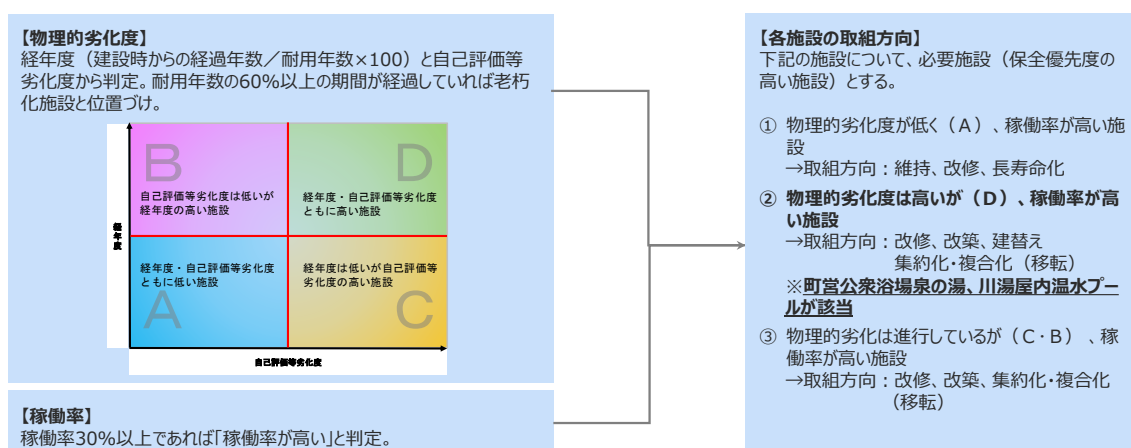 【物理的劣化度】
経年度（建設時からの経過年数／耐用年数×100）と自己評価等
劣化度から判定。耐用年数の60%以上の期間が経過していれば老朽
化施設と位置づけ。
B
自己評価等劣化度は低いが
経年度の高い施設
D
経年度・自己評価等劣化度
ともに高い施設
経年度
経年度・自己評価等劣化度
ともに低い施設
A
経年度は低いが自己評価等
劣化度の高い施設
C
自己評価等劣化度
【稼働率】
稼働率30%以上であれば「稼働率が高い」と判定。
【各施設の取組方向】
下記の施設について、必要施設（保全優先度の
高い施設）とする。
① 物理的劣化度が低く（A）、稼働率が高い施
設
→取組方向：維持、改修、長寿命化
② 物理的劣化度は高いが（D）、稼働率が高
い施設
→取組方向：改修、改築、建替え
集約化・複合化（移転）
※町営公衆浴場泉の湯、川湯屋内温水プー
ルが該当
③ 物理的劣化は進行しているが（C・B）、稼
働率が高い施設
→取組方向：改修、改築、集約化・複合化
（移転）